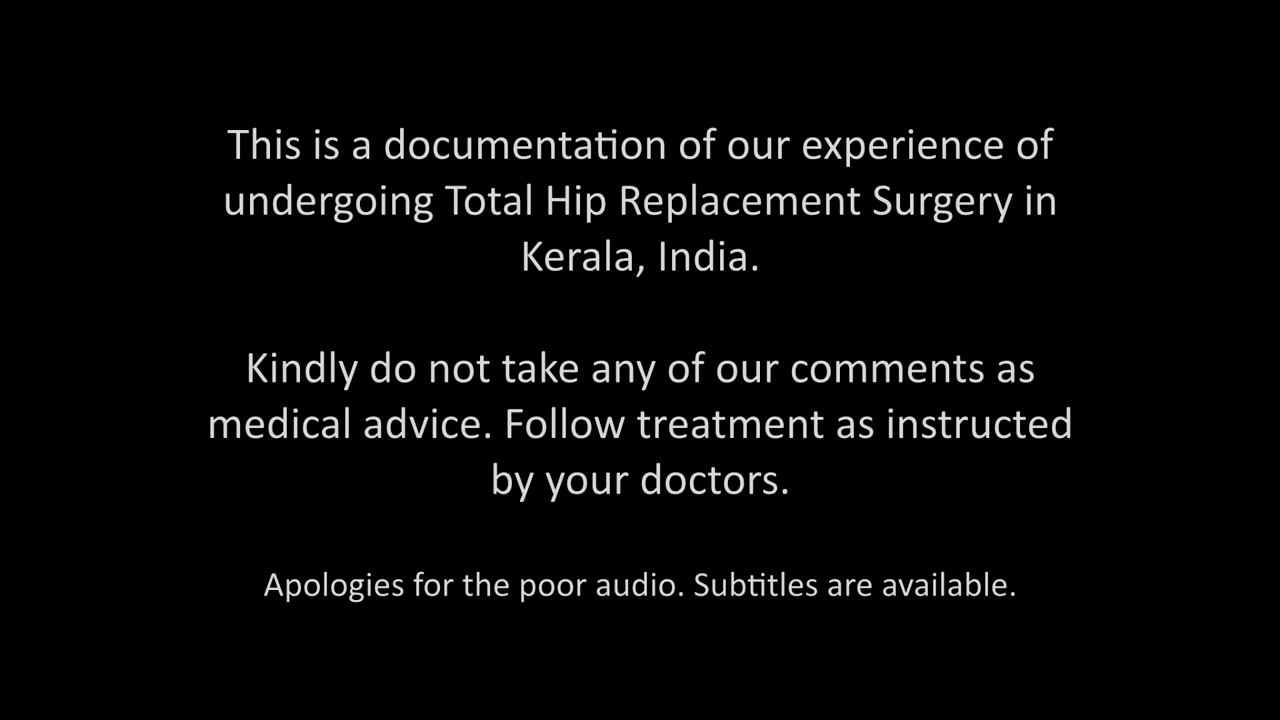 This is a documentation of our experience of
undergoing Total Hip Replacement Surgery in
Kerala, India.
Kindly do not take any of our comments as
medical advice. Follow treatment as instructed
by your doctors.
Apologies for the poor audio. Subtitles are available.